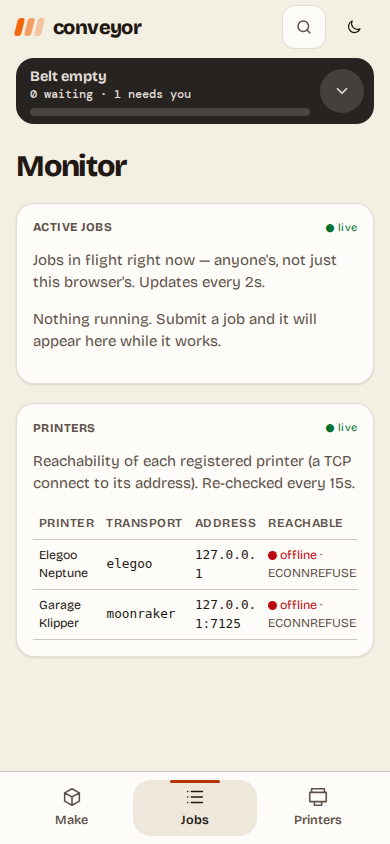 conveyor
Belt empty
0 waiting · 1 needs you
Monitor
ACTIVE JOBS
live
Jobs in flight right now — anyone's, not just
this browser's. Updates every 2s.
Nothing running. Submit a job and it will
appear here while it works.
PRINTERS
live
Reachability of each registered printer (a TCP
connect to its address). Re-checked every 15s.
PRINTER TRANSPORT ADDRESS REACHABLE
Elegoo Neptune elegoo 127.0.0.1 offline · ECONNREFUSE
Garage Klipper moonraker 127.0.0.1:7125 offline · ECONNREFUSE
Make Jobs Printers